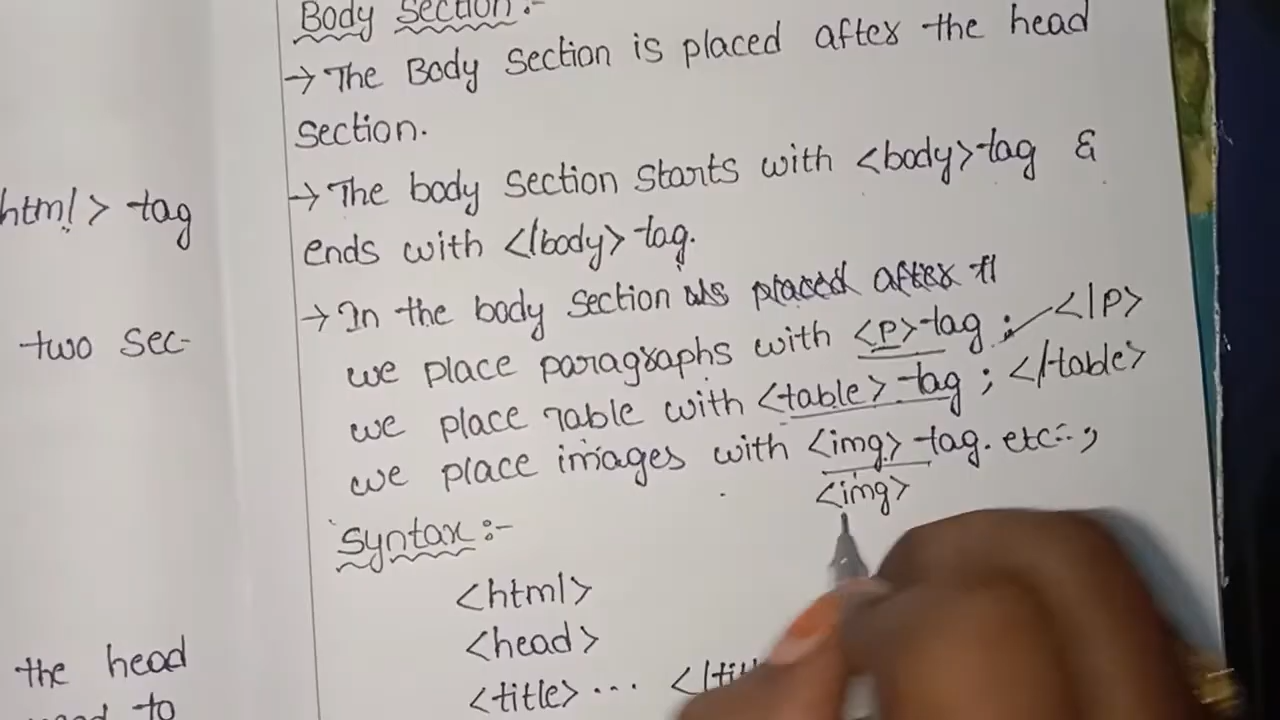 html> tag
two sec-
the head
to
Body Section:-
→ The Body Section is placed after the head
Section.
→ The body section starts with <body> tag &
ends with </body> tag.
→ In the body section placed after
we place paragraphs with <p> tag ; </p>
we place Table with <table> tag ; </table>
we place images with <img> tag. etc..,
<img>
Syntax:-
<html>
<head>
<title>... </tit